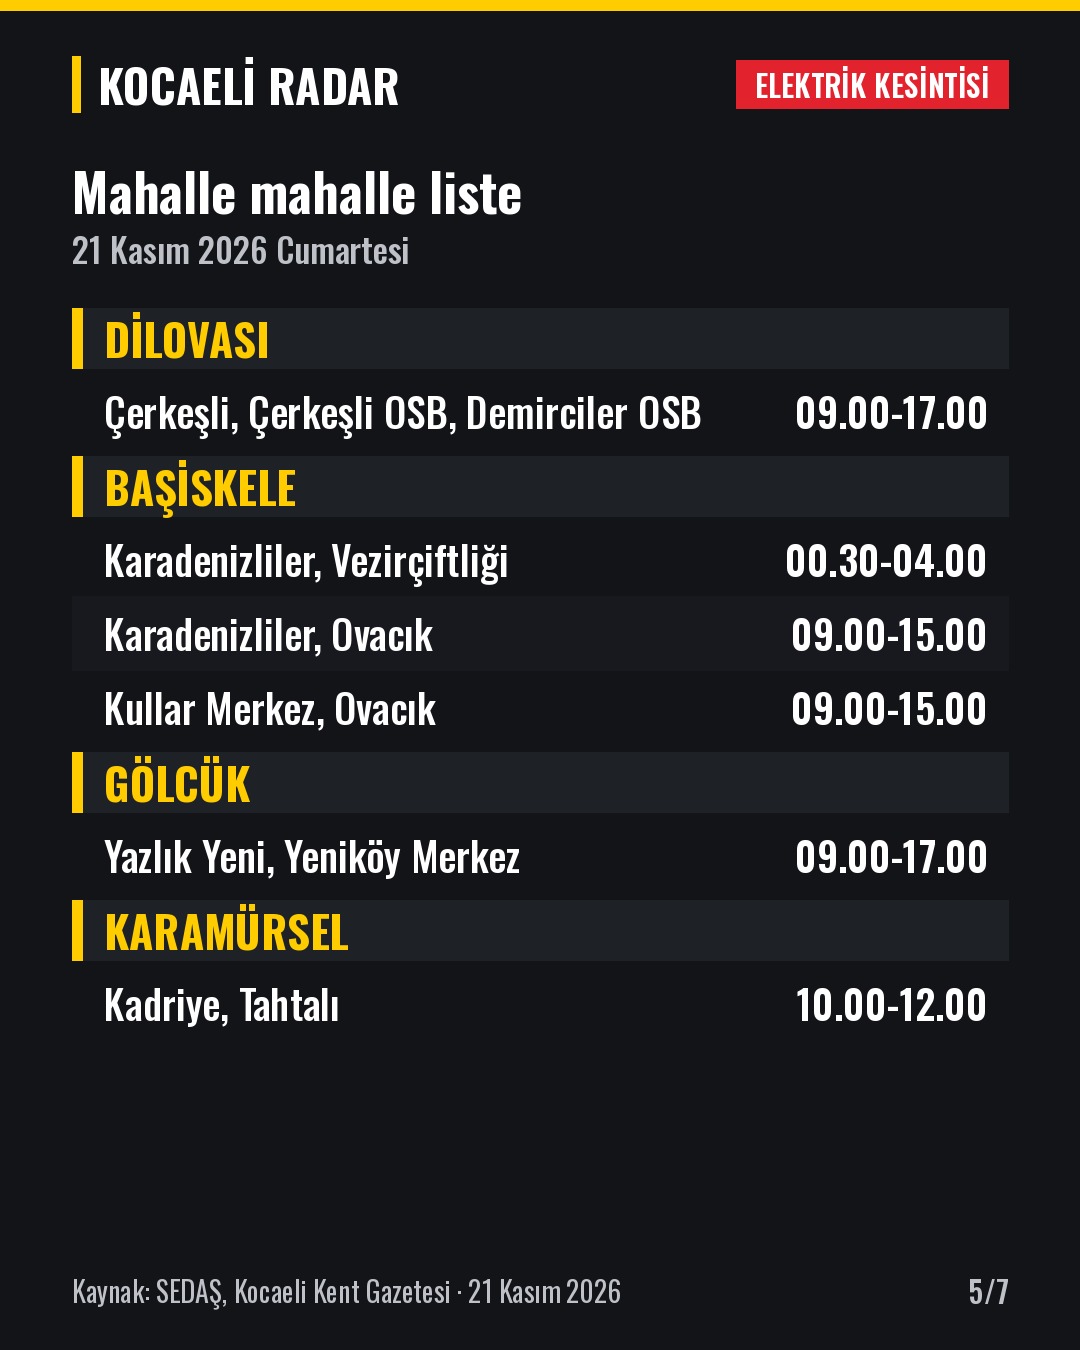 KOCAELİ RADAR
ELEKTRİK KESİNTİSİ
Mahalle mahalle liste
21 Kasım 2026 Cumartesi
DİLOVASI
Çerkeşli, Çerkeşli OSB, Demirciler OSB 09.00-17.00
BAŞİSKELE
Karadenizliler, Vezirçiftliği 00.30-04.00
Karadenizliler, Ovacık 09.00-15.00
Kullar Merkez, Ovacık 09.00-15.00
GÖLCÜK
Yazlık Yeni, Yeniköy Merkez 09.00-17.00
KARAMÜRSEL
Kadriye, Tahtalı 10.00-12.00
Kaynak: SEDAŞ, Kocaeli Kent Gazetesi · 21 Kasım 2026 5/7